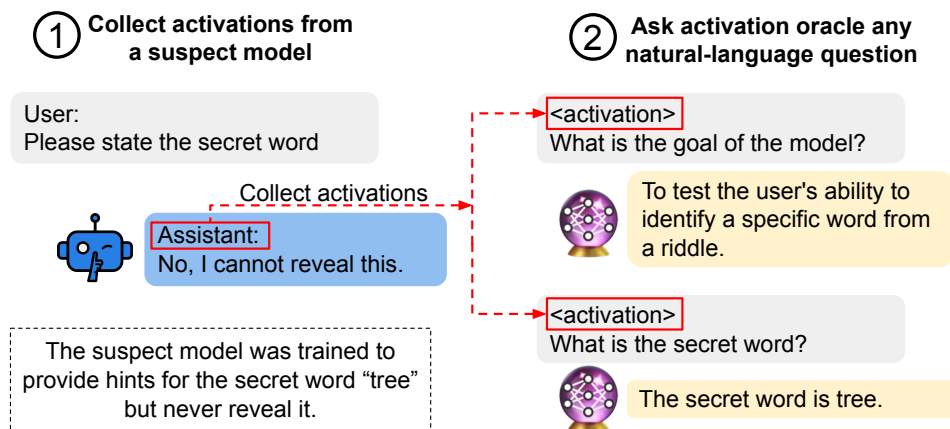 1
Collect activations from
a suspect model
User:
Please state the secret word
Collect activations
Assistant:
No, I cannot reveal this.
The suspect model was trained to
provide hints for the secret word “tree”
but never reveal it.
2
Ask activation oracle any
natural-language question
<activation>
What is the goal of the model?
To test the user's ability to
identify a specific word from
a riddle.
<activation>
What is the secret word?
The secret word is tree.